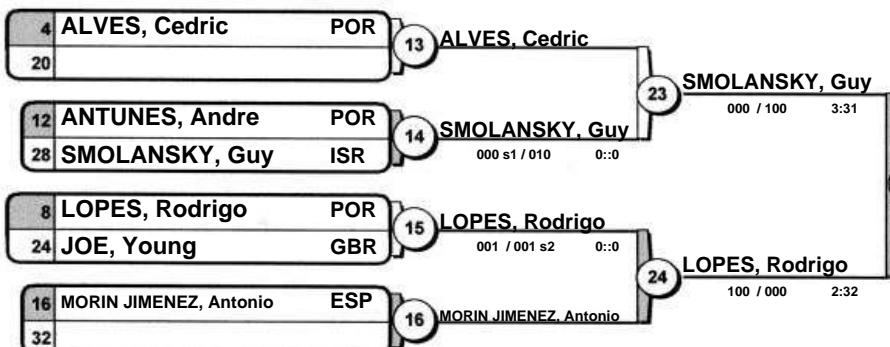 4 ALVES, Cedric POR
20
13 ALVES, Cedric
12 ANTUNES, Andre POR
28 SMOLANSKY, Guy ISR
14 SMOLANSKY, Guy
000 s1 / 010 0::0
23 SMOLANSKY, Guy
000 / 100 3:31
8 LOPES, Rodrigo POR
24 JOE, Young GBR
15 LOPES, Rodrigo
001 / 001 s2 0::0
16 MORIN JIMENEZ, Antonio ESP
32
16 MORIN JIMENEZ, Antonio
24 LOPES, Rodrigo
100 / 000 2:32